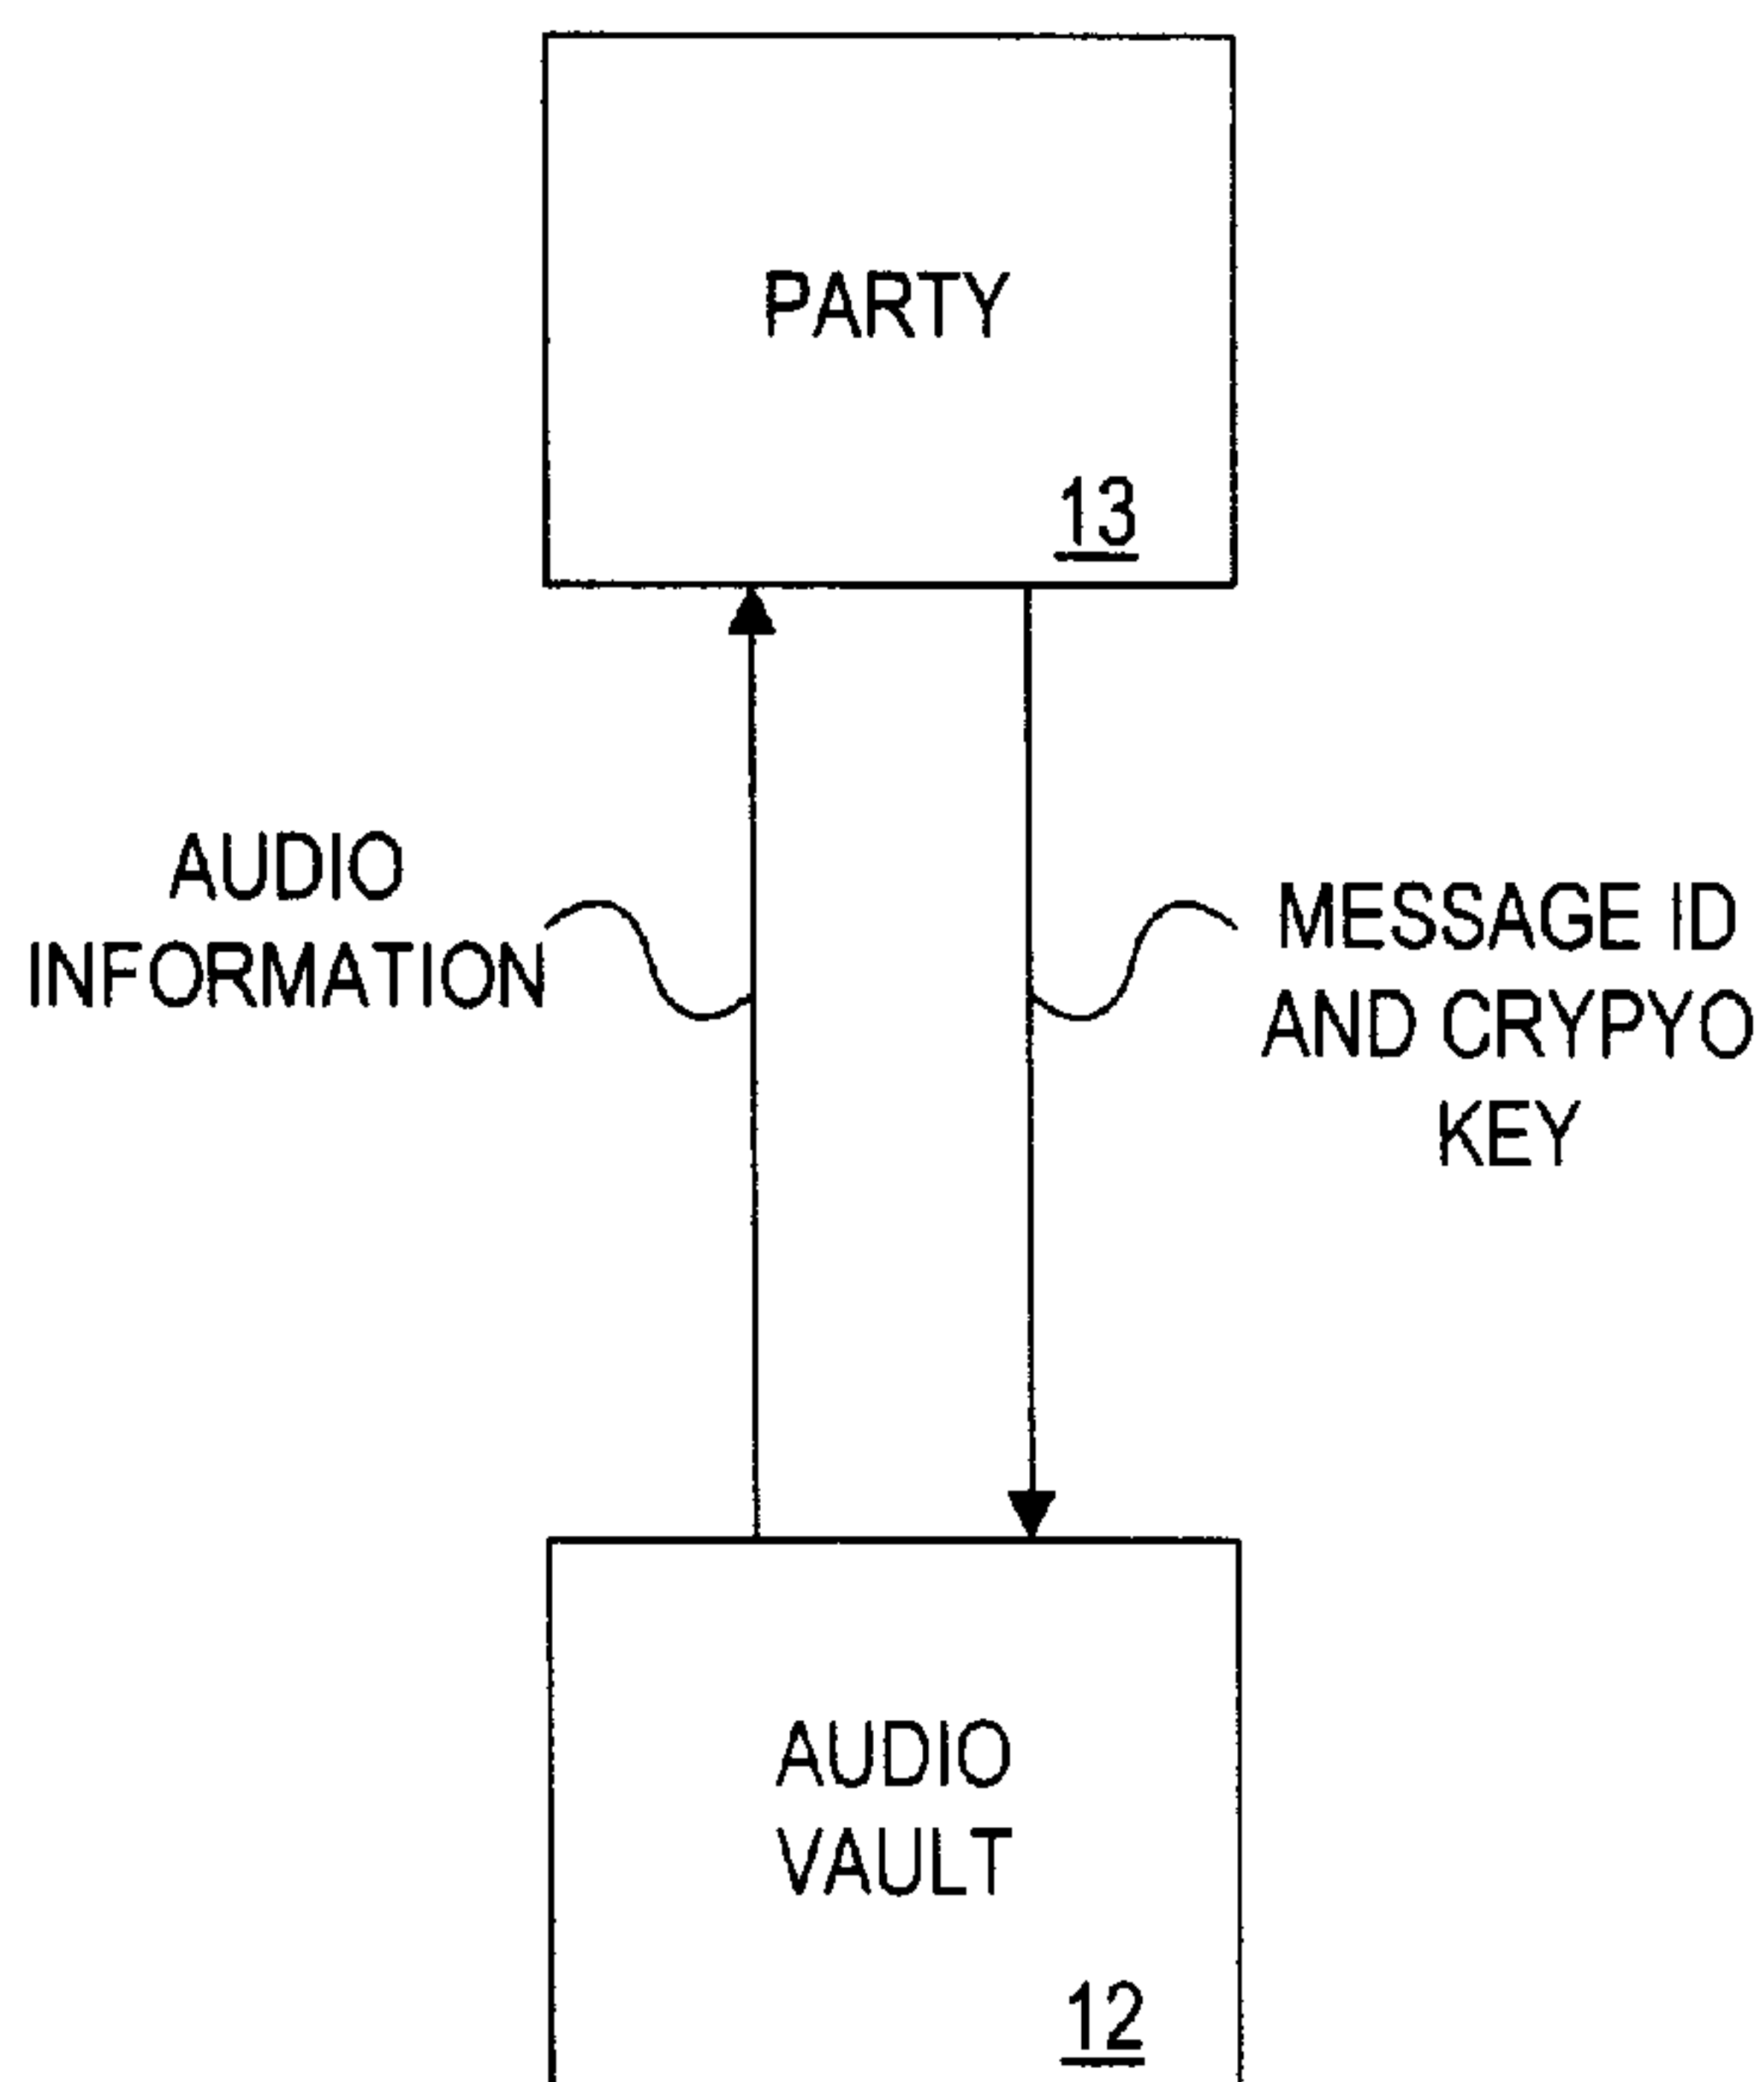 PARTY
13
AUDIO
INFORMATION
MESSAGE ID
AND CRYPYO
KEY
AUDIO
VAULT
12